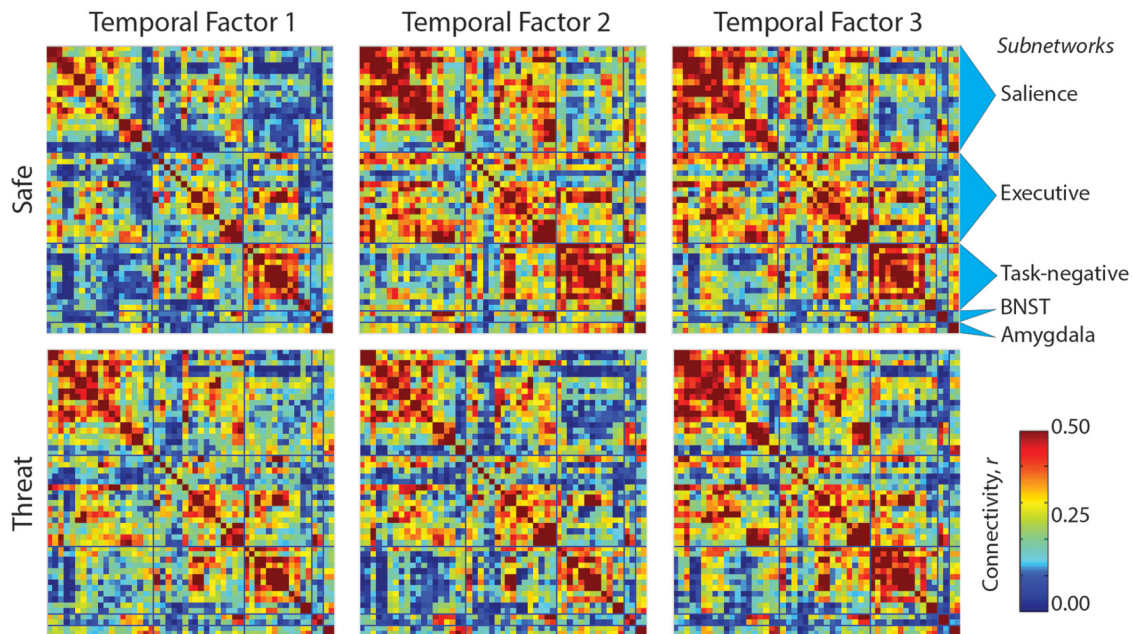 Temporal Factor 1
Temporal Factor 2
Temporal Factor 3
Subnetworks
Safe
Salience
Executive
Task-negative
BNST
Amygdala
Threat
Connectivity, r
0.50
0.25
0.00